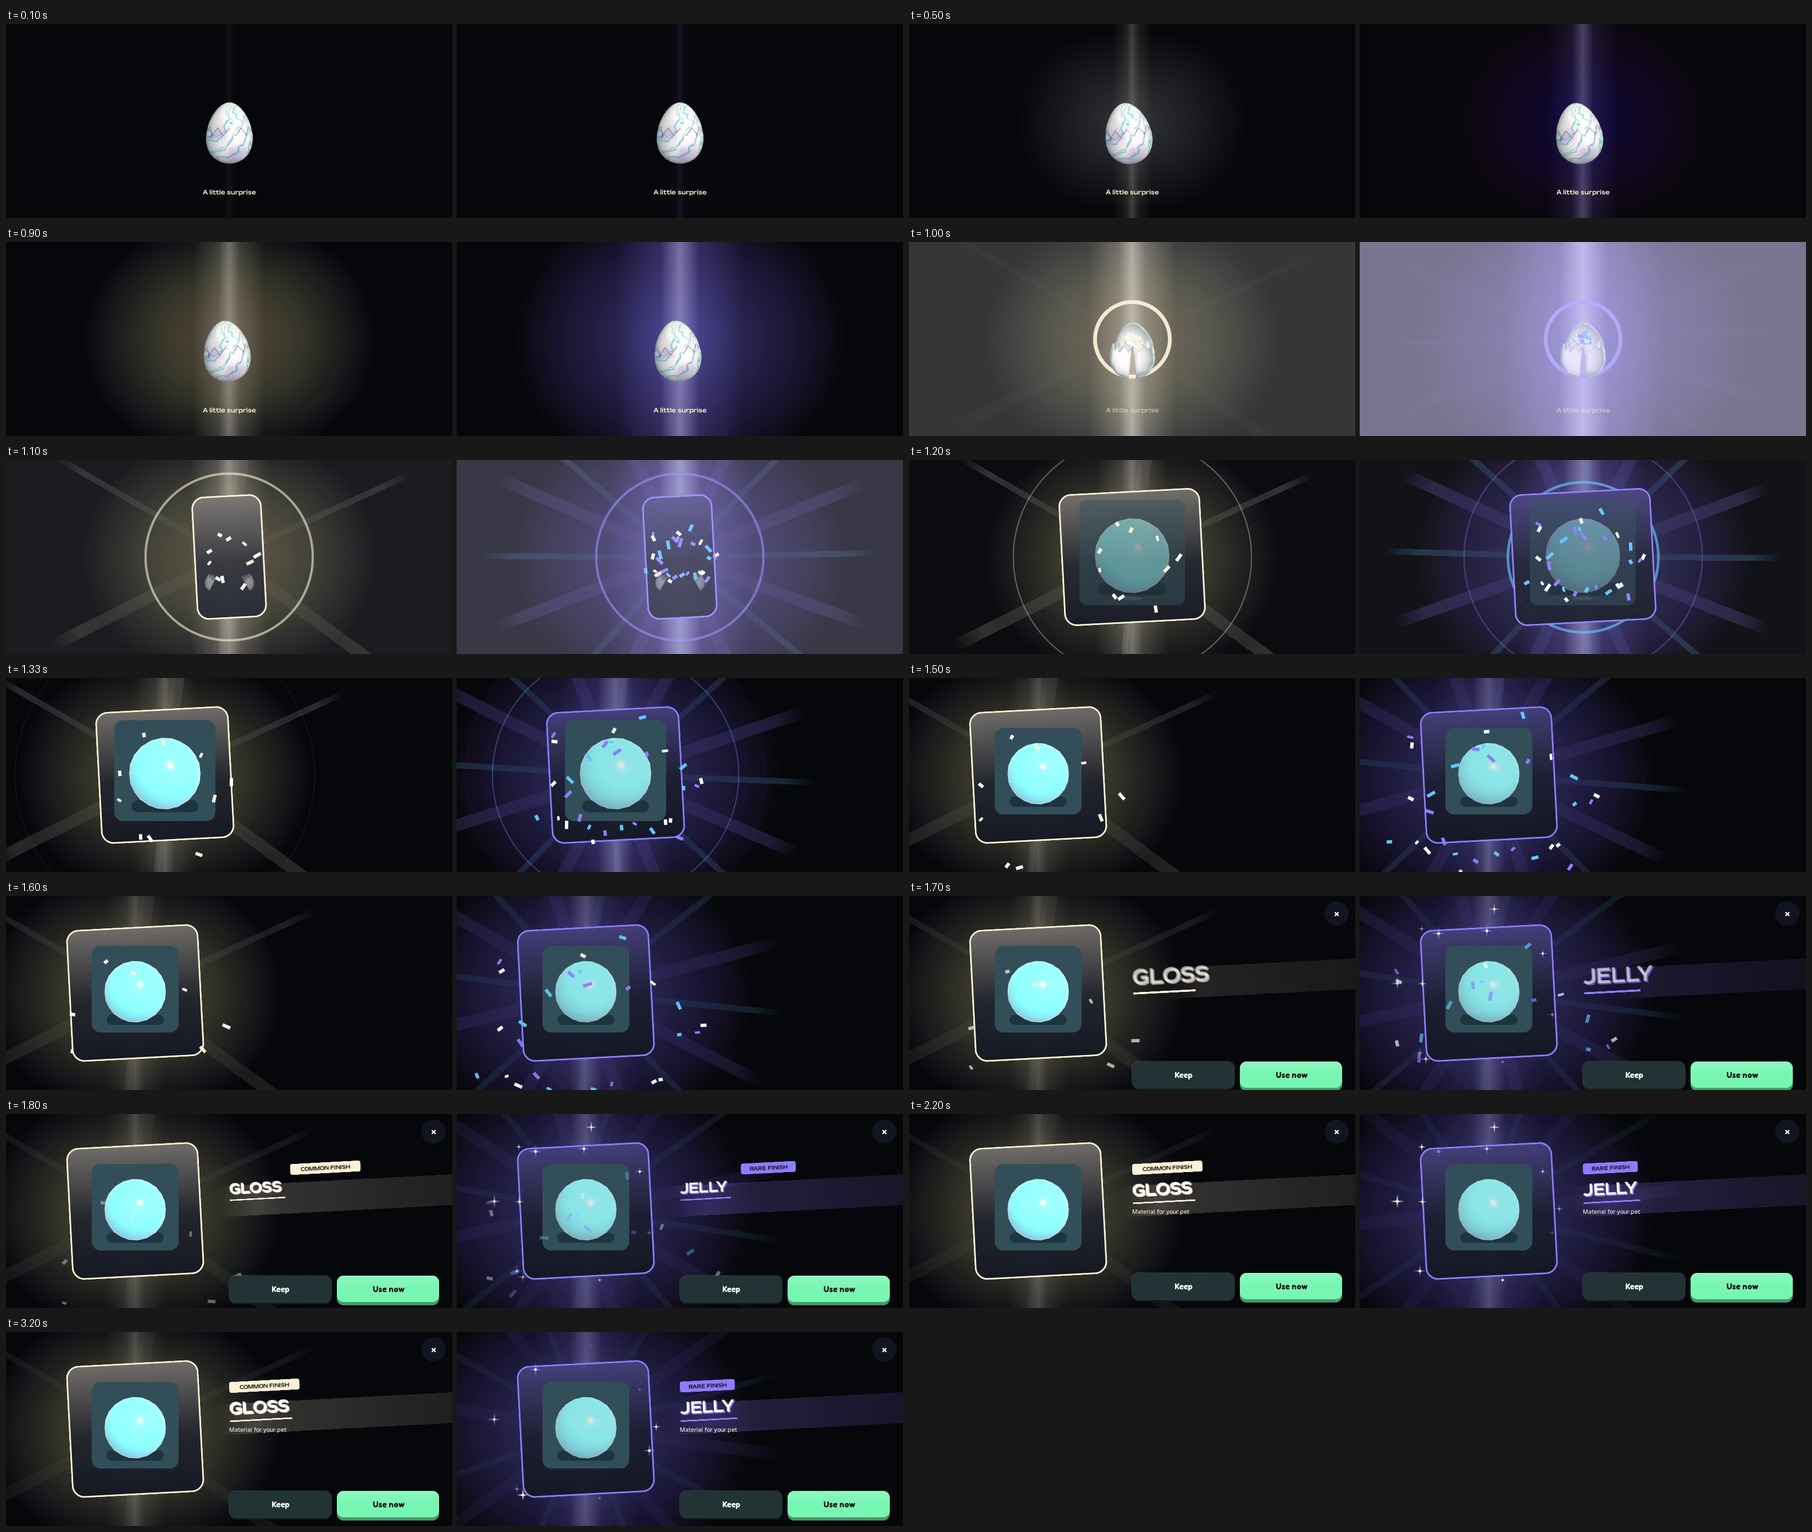 t = 0.10 s
t = 0.50 s
A little surprise
A little surprise
A little surprise
A little surprise
t = 0.90 s
t = 1.00 s
A little surprise
A little surprise
A little surprise
A little surprise
t = 1.10 s
t = 1.20 s
t = 1.33 s
t = 1.50 s
t = 1.60 s
t = 1.70 s
×
×
GLOSS
JELLY
Keep
Use now
Keep
Use now
t = 1.80 s
t = 2.20 s
×
×
×
×
COMMON FINISH
GLOSS
RARE FINISH
JELLY
COMMON FINISH
GLOSS
Material for your pet
RARE FINISH
JELLY
Material for your pet
Keep
Use now
Keep
Use now
Keep
Use now
Keep
Use now
t = 3.20 s
×
×
COMMON FINISH
GLOSS
Material for your pet
RARE FINISH
JELLY
Material for your pet
Keep
Use now
Keep
Use now